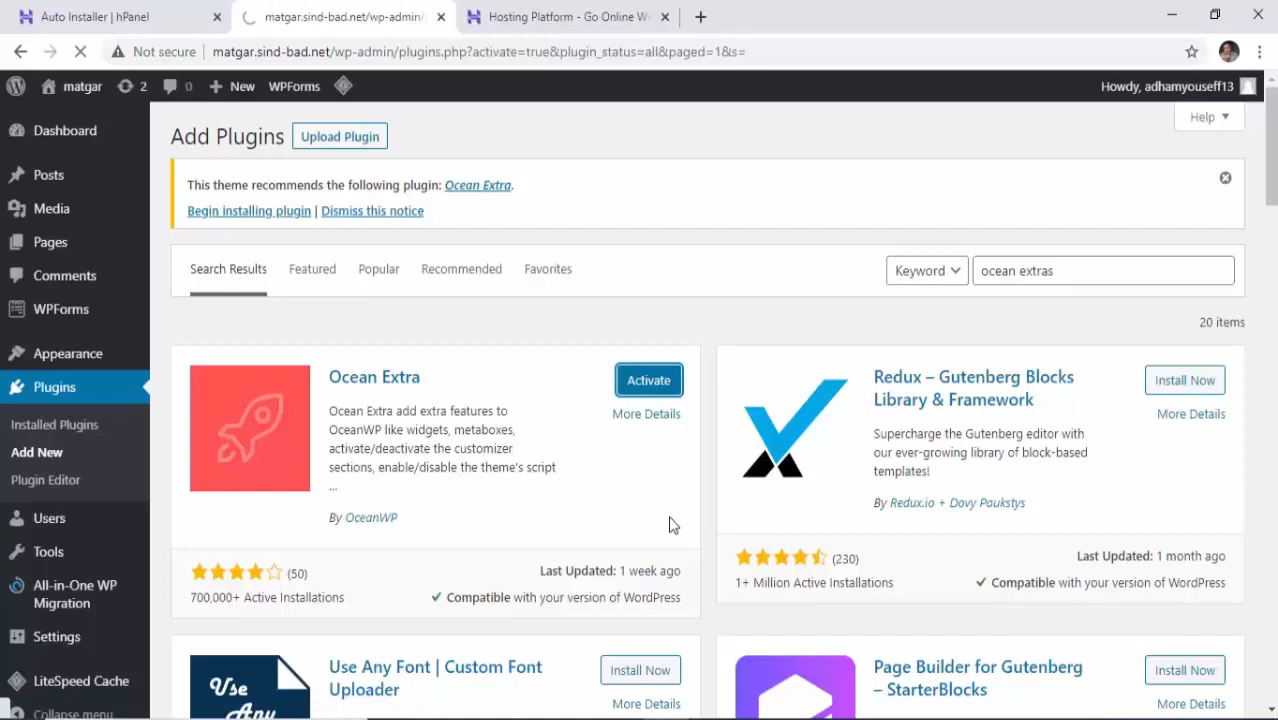 Auto Installer | hPanel
matgar.sind-bad.net/wp-admin/
Hosting Platform - Go Online Wi
Not secure
matgar.sind-bad.net/wp-admin/plugins.php?activate=true&plugin_status=all&paged=1&s=
matgar
2
0
New
WPForms
Howdy, adhamyouseff13
Dashboard
Posts
Media
Pages
Comments
WPForms
Appearance
Plugins
Installed Plugins
Add New
Plugin Editor
Users
Tools
All-in-One WP
Migration
Settings
LiteSpeed Cache
Collapse menu
Help
Add Plugins
Upload Plugin
This theme recommends the following plugin: Ocean Extra.
Begin installing plugin | Dismiss this notice
Search Results
Featured
Popular
Recommended
Favorites
Keyword
ocean extras
20 items
Ocean Extra
Activate
More Details
Ocean Extra add extra features to
OceanWP like widgets, metaboxes,
activate/deactivate the customizer
sections, enable/disable the theme's script
...
By OceanWP
(50)
700,000+ Active Installations
Last Updated: 1 week ago
Compatible with your version of WordPress
Redux – Gutenberg Blocks
Library & Framework
Install Now
More Details
Supercharge the Gutenberg editor with
our ever-growing library of block-based
templates!
By Redux.io + Dovy Paukstys
(230)
1+ Million Active Installations
Last Updated: 1 month ago
Compatible with your version of WordPress
Use
Any
Use Any Font | Custom Font
Uploader
Install Now
More Details
Page Builder for Gutenberg
– StarterBlocks
Install Now
More Details